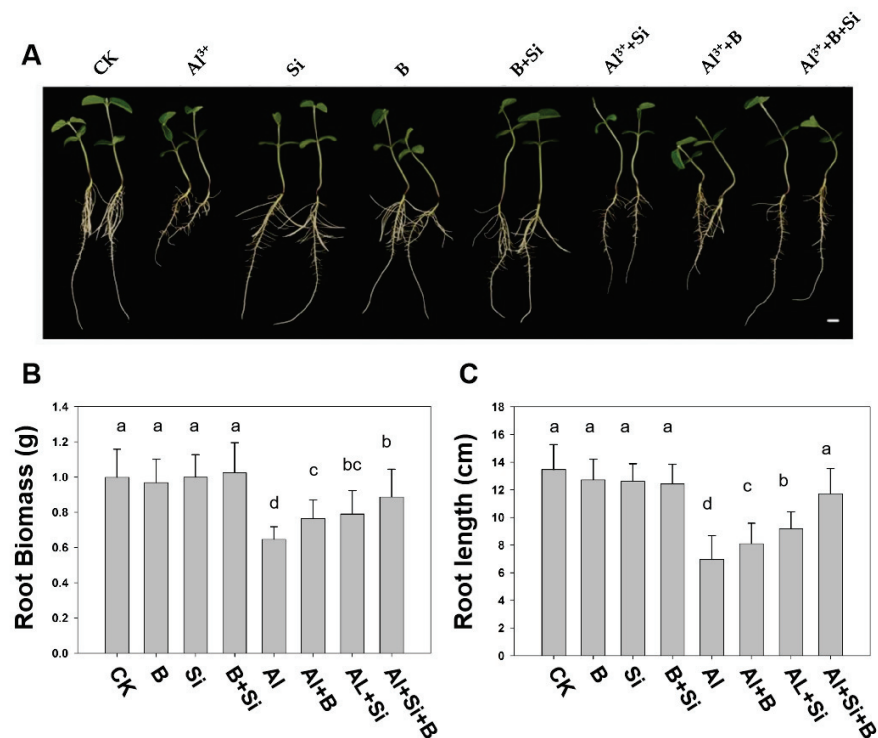 A
CK Al³⁺ Si B B+Si Al³⁺+Si Al³⁺+B Al³⁺+B+Si
B
Root Biomass (g)
1.4
1.2
1.0
0.8
0.6
0.4
0.2
0.0
a a a a d c bc b
CK B Si B+Si Al Al+B AL+Si Al+Si+B
C
Root length (cm)
18
16
14
12
10
8
6
4
2
0
a a a a d c b a
CK B Si B+Si Al Al+B AL+Si Al+Si+B